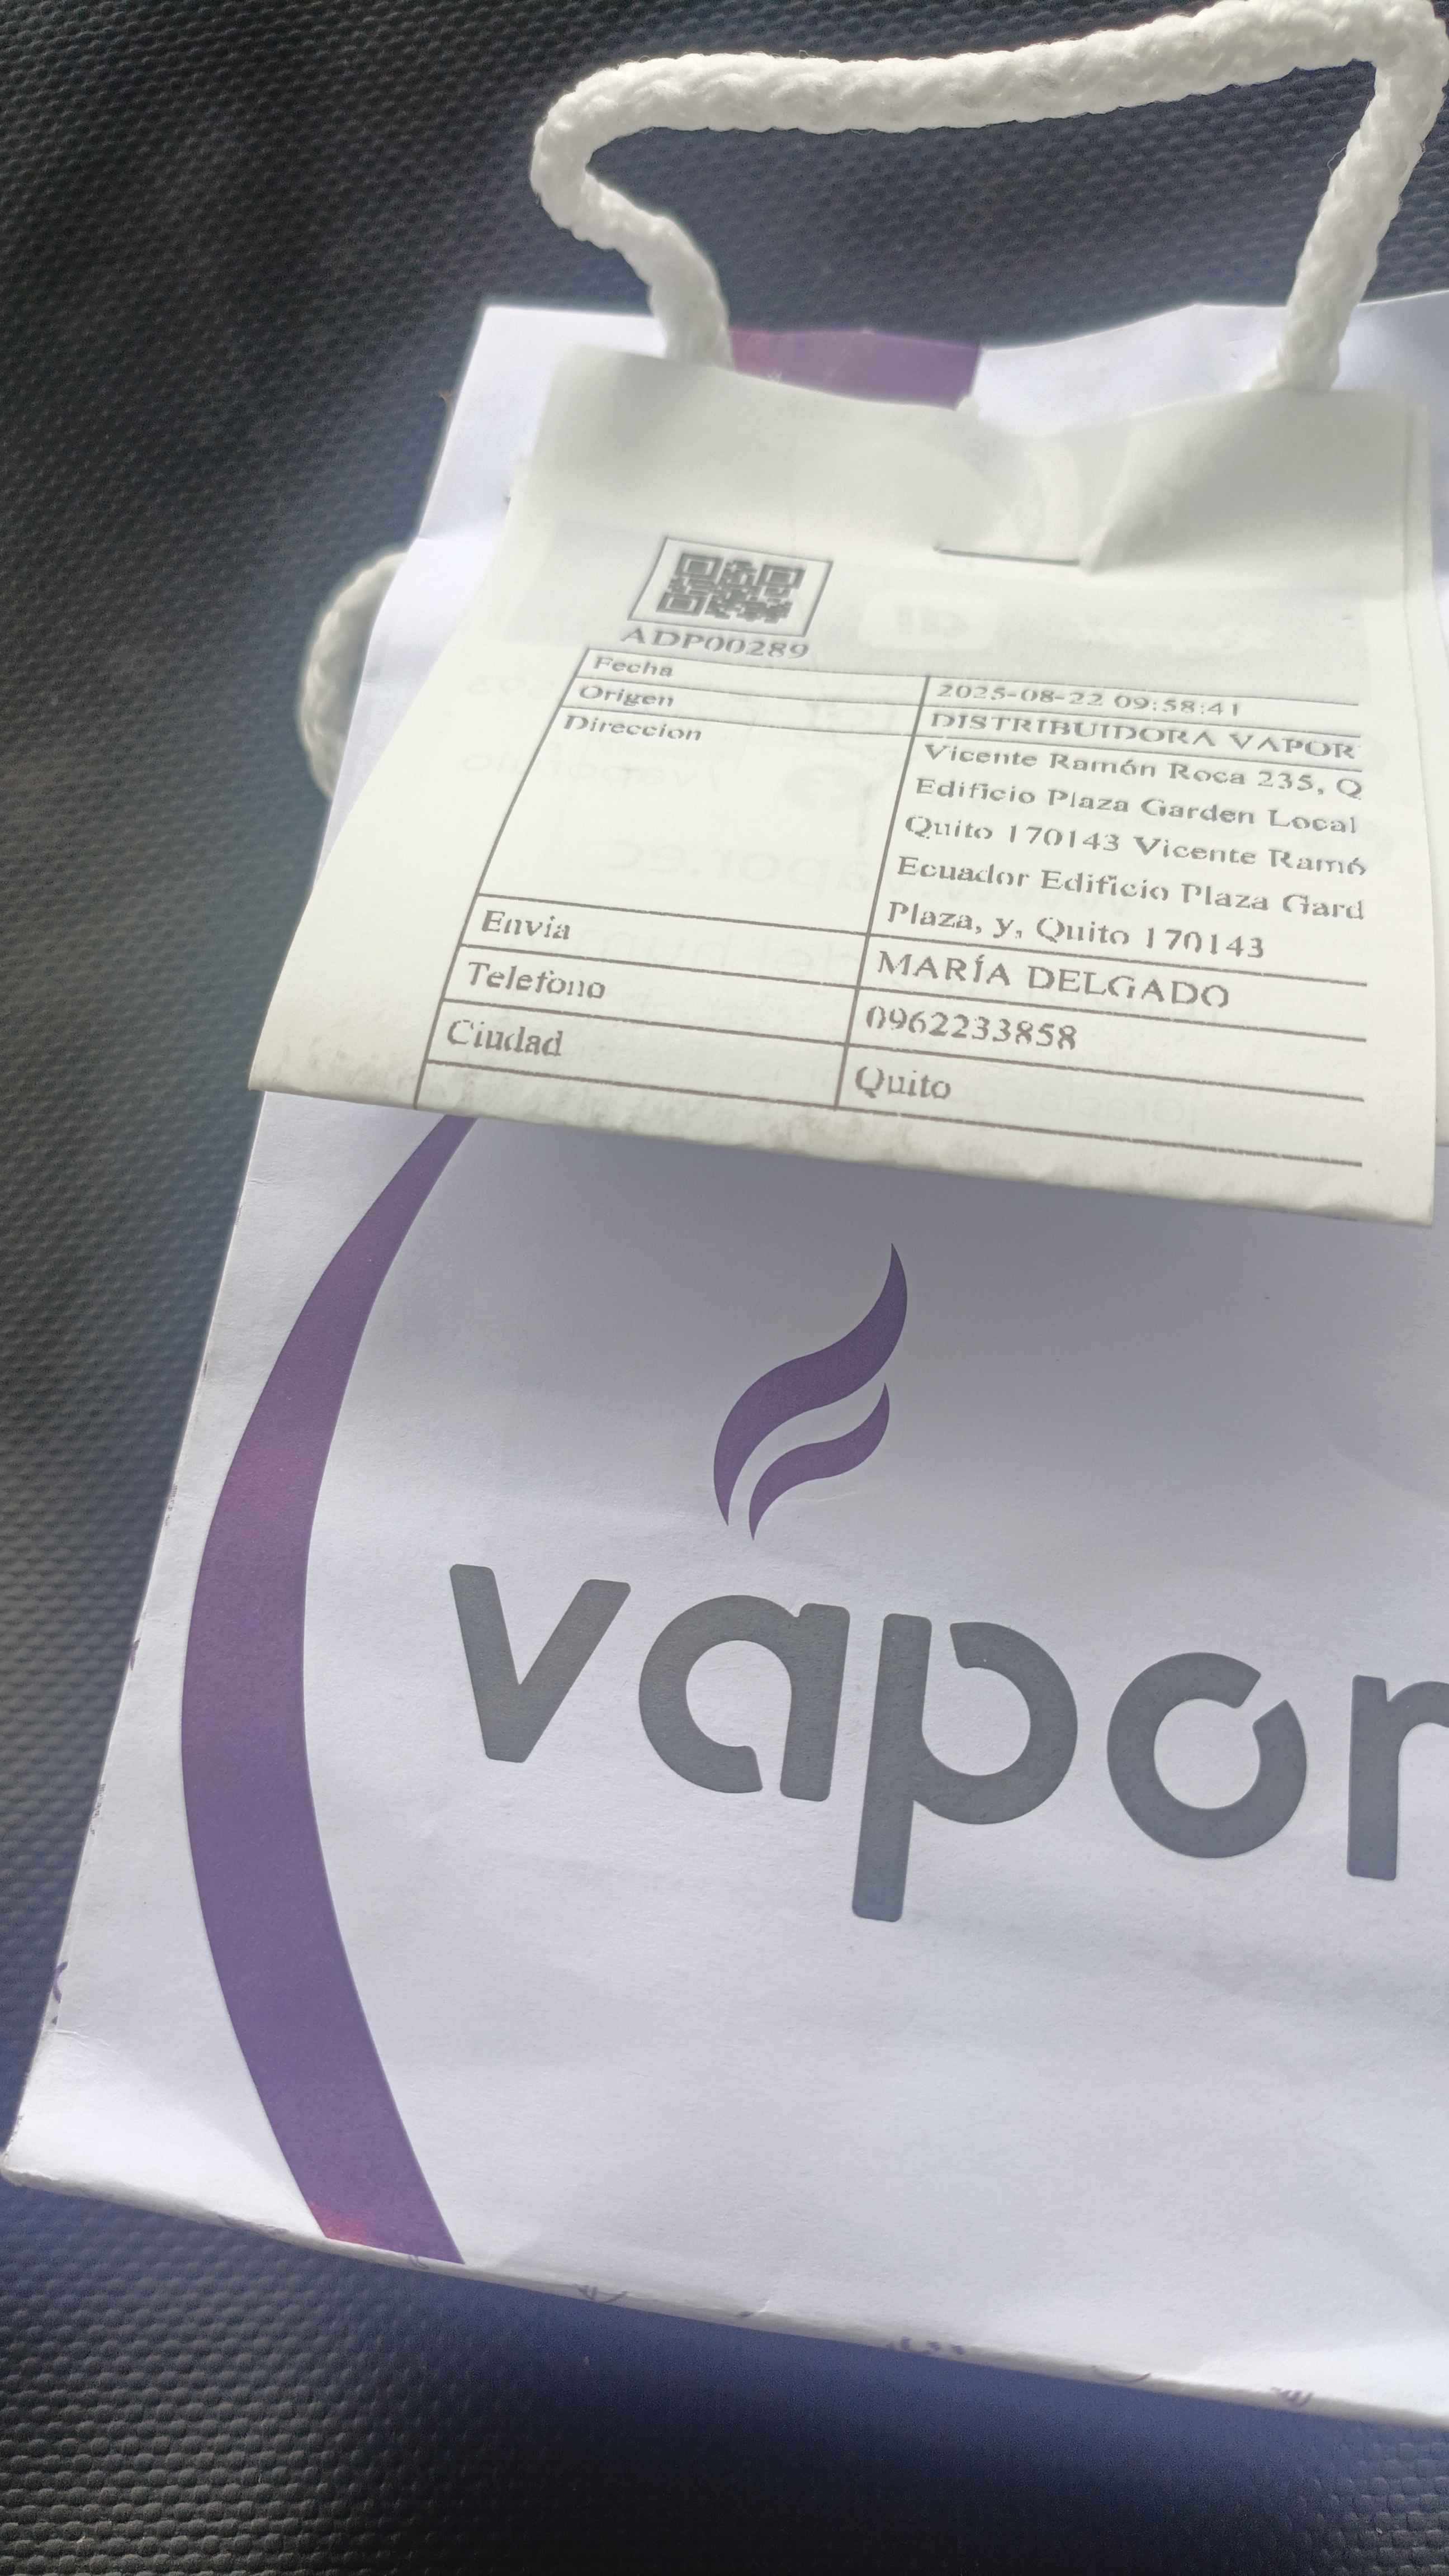 ADP00289
Fecha 2025-08-22 09:58:41
Origen DISTRIBUIDORA VAPOR
Direccion Vicente Ramón Roca 235, Q
Edificio Plaza Garden Local
Quito 170143 Vicente Ramó
Ecuador Edificio Plaza Gard
Plaza, y, Quito 170143
Envia MARÍA DELGADO
Telefono 0962233858
Ciudad Quito
vapor